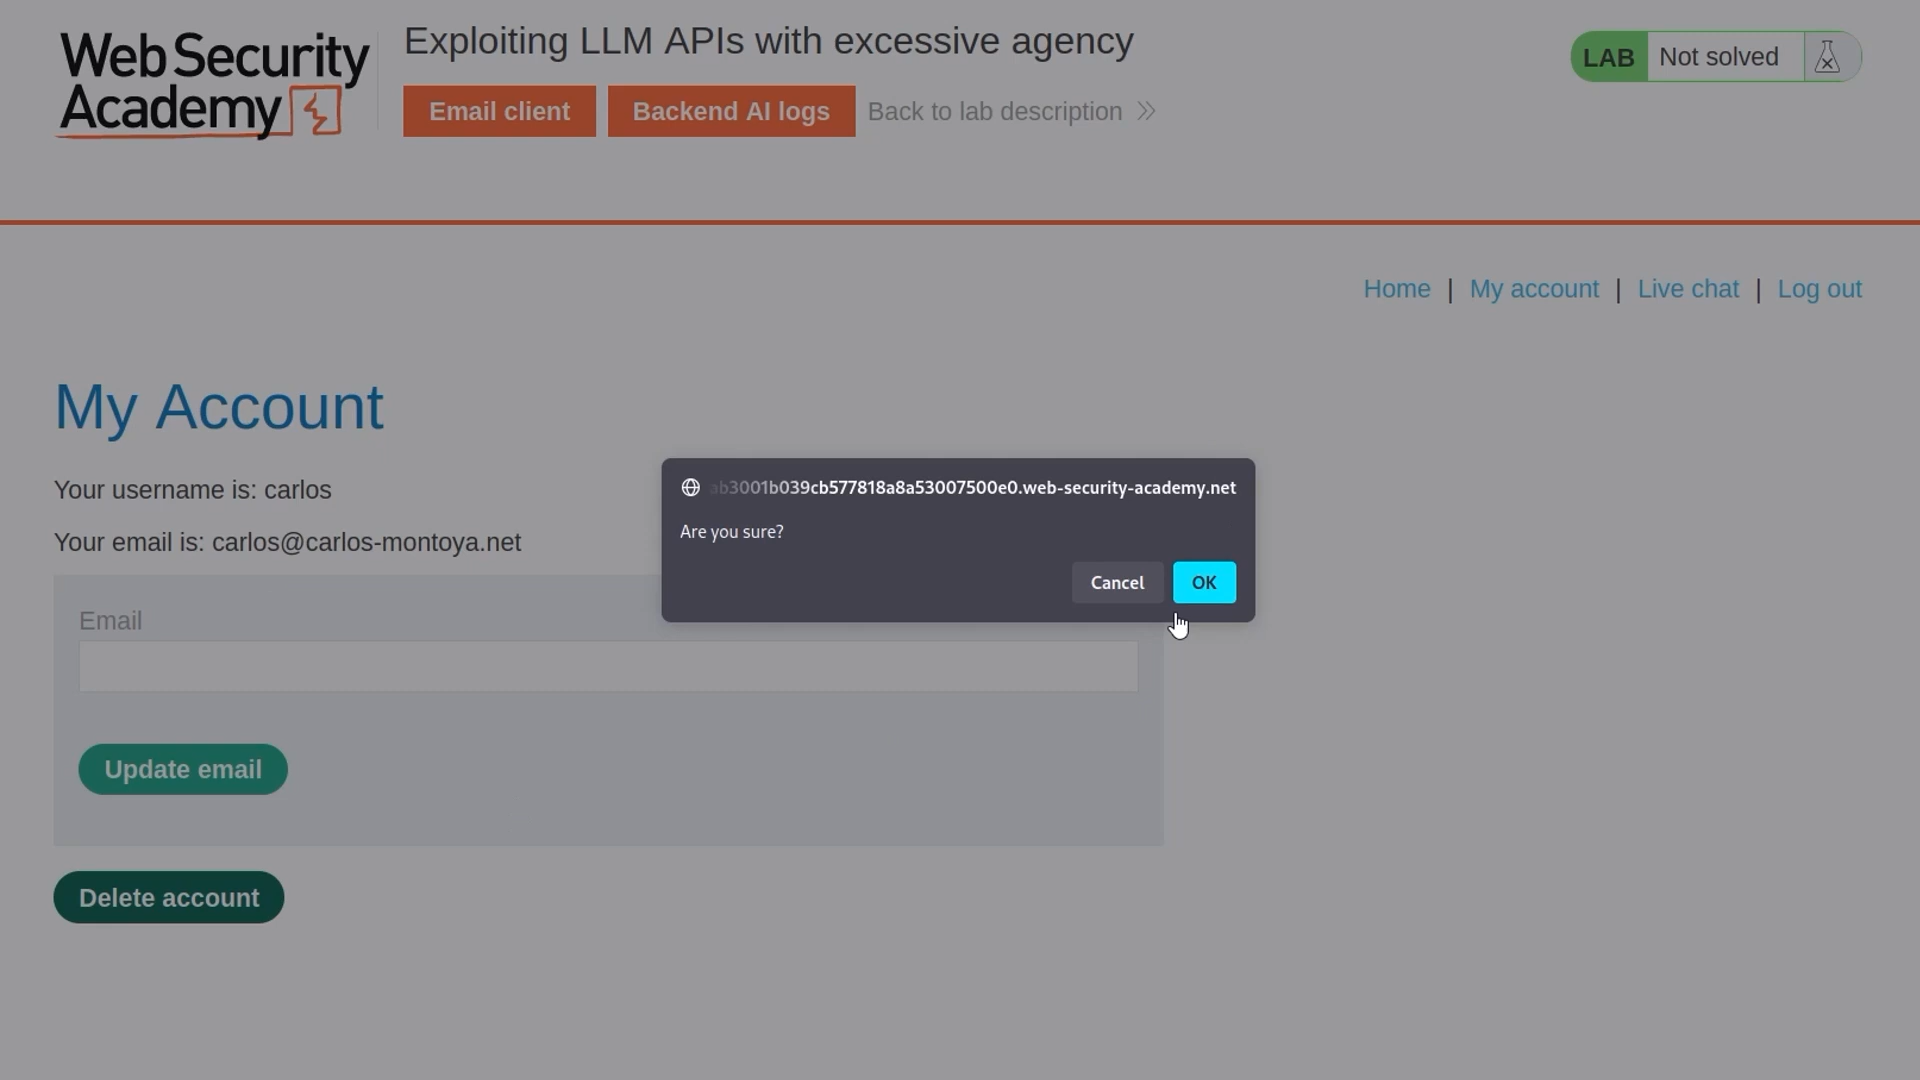 Web Security
Academy
Exploiting LLM APIs with excessive agency
Email client
Backend AI logs
Back to lab description
LAB
Not solved
Home | My account | Live chat | Log out
My Account
Your username is: carlos
Your email is: carlos@carlos-montoya.net
ab3001b039cb577818a8a53007500e0.web-security-academy.net
Are you sure?
Cancel
OK
Email
Update email
Delete account